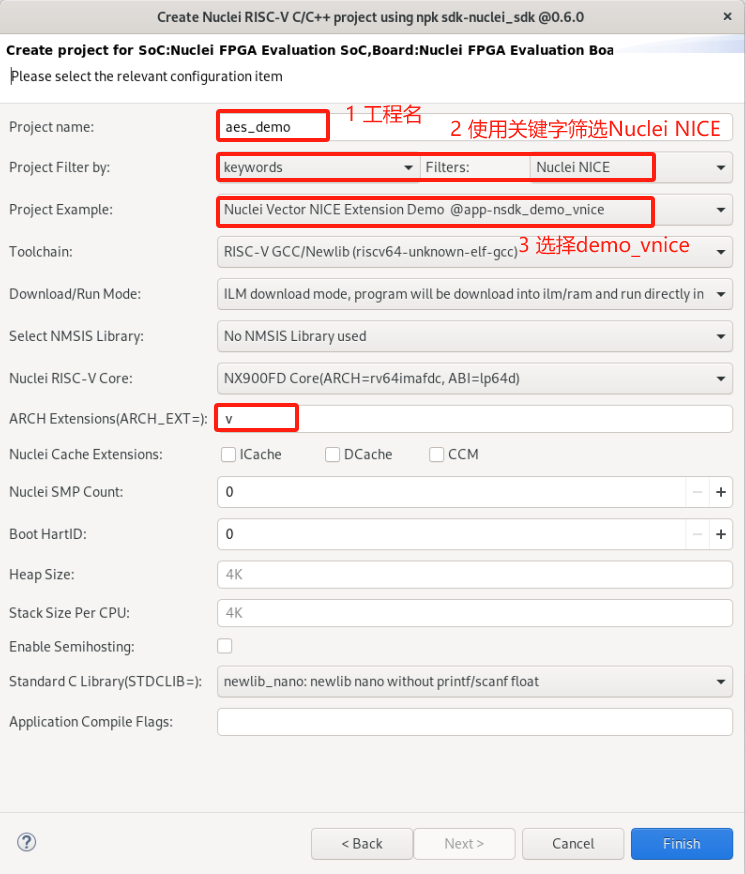 Create Nuclei RISC-V C/C++ project using npk sdk-nuclei_sdk @0.6.0
Create project for SoC:Nuclei FPGA Evaluation SoC,Board:Nuclei FPGA Evaluation Boa
Please select the relevant configuration item
1 工程名
Project name: aes_demo
2 使用关键字筛选Nuclei NICE
Project Filter by: keywords Filters: Nuclei NICE
Project Example: Nuclei Vector NICE Extension Demo @app-nsdk_demo_vnice
3 选择demo_vnice
Toolchain: RISC-V GCC/Newlib (riscv64-unknown-elf-gcc)
Download/Run Mode: ILM download mode, program will be download into ilm/ram and run directly in
Select NMSIS Library: No NMSIS Library used
Nuclei RISC-V Core: NX900FD Core(ARCH=rv64imafdc, ABI=lp64d)
ARCH Extensions(ARCH_EXT=): v
Nuclei Cache Extensions: ICache DCache CCM
Nuclei SMP Count: 0
Boot HartID: 0
Heap Size: 4K
Stack Size Per CPU: 4K
Enable Semihosting:
Standard C Library(STDCLIB=): newlib_nano: newlib nano without printf/scanf float
Application Compile Flags:
< Back Next > Cancel Finish